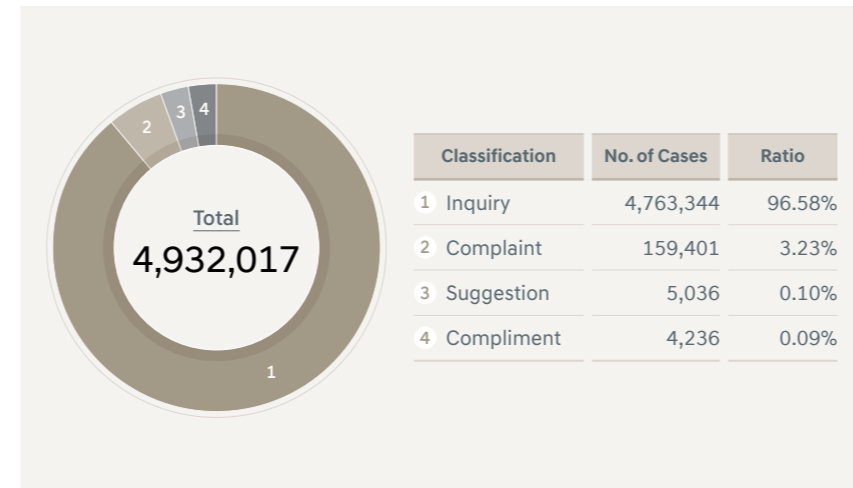 2
3
4
1
Total
4,932,017
Classification No. of Cases Ratio
1 Inquiry 4,763,344 96.58%
2 Complaint 159,401 3.23%
3 Suggestion 5,036 0.10%
4 Compliment 4,236 0.09%